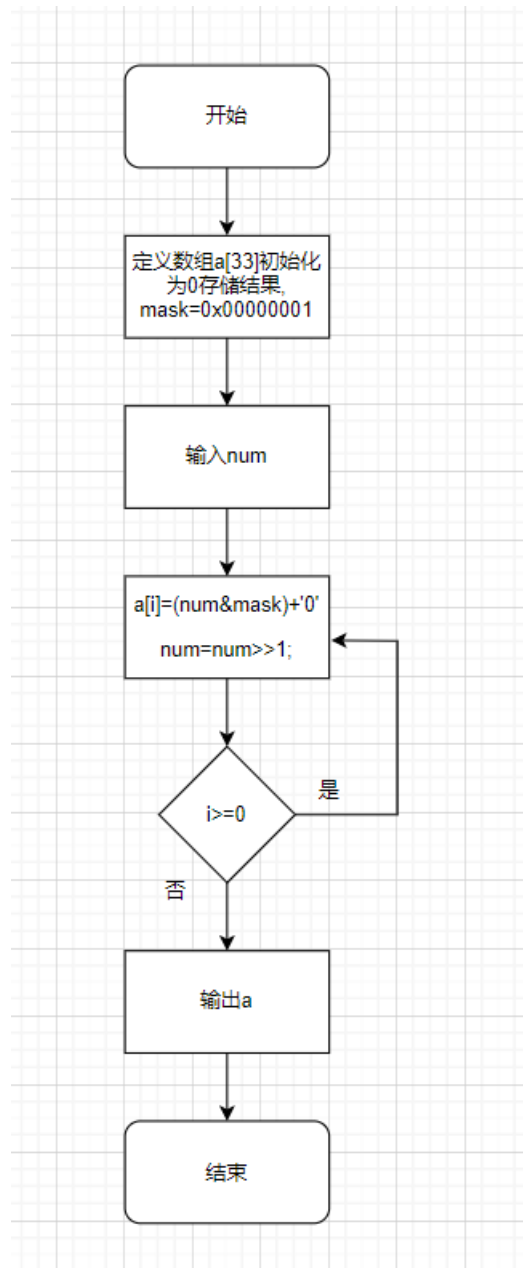 开始
定义数组a[33]初始化
为0存储结果,
mask=0x00000001
输入num
a[i]=(num&mask)+'0'
num=num>>1;
i>=0
是
否
输出a
结束